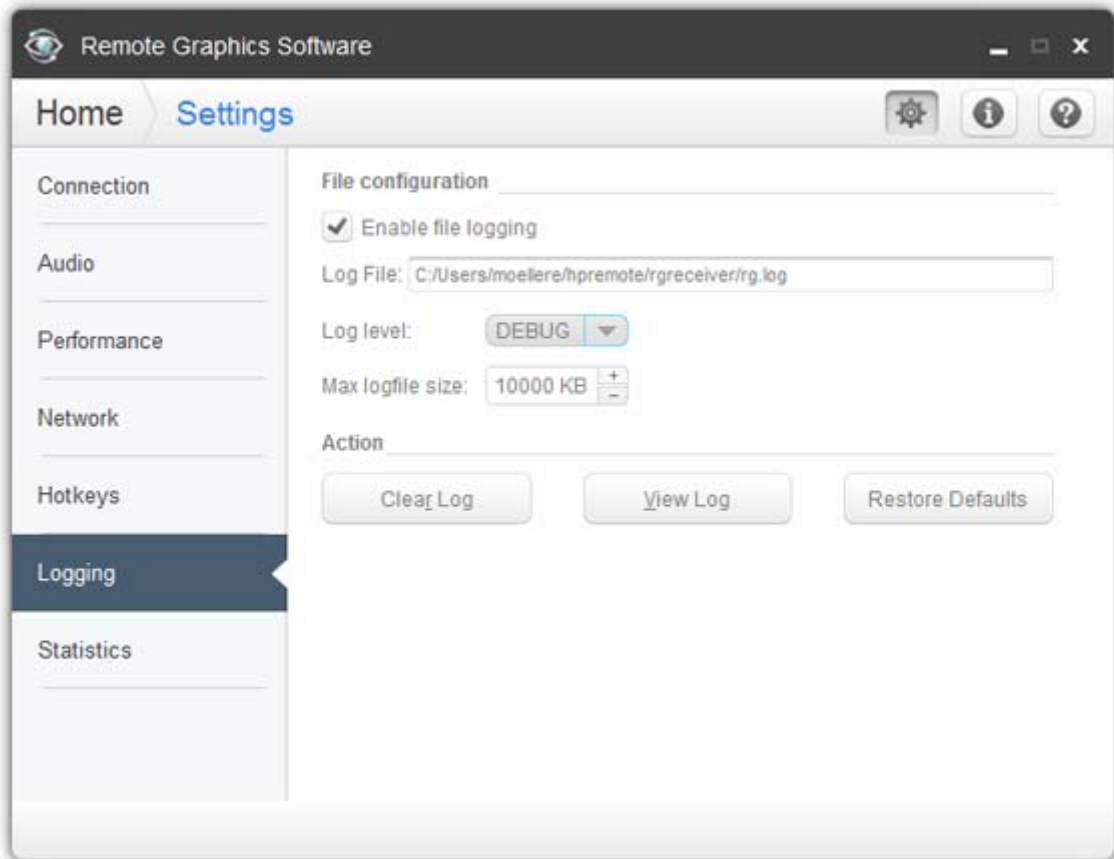 Remote Graphics Software
Home
Settings
Connection
Audio
Performance
Network
Hotkeys
Logging
Statistics
File configuration
Enable file logging
Log File: C:/Users/moellere/hpremote/rgreceiver/rg.log
Log level: DEBUG
Max logfile size: 10000 KB
Action
Clear Log
View Log
Restore Defaults